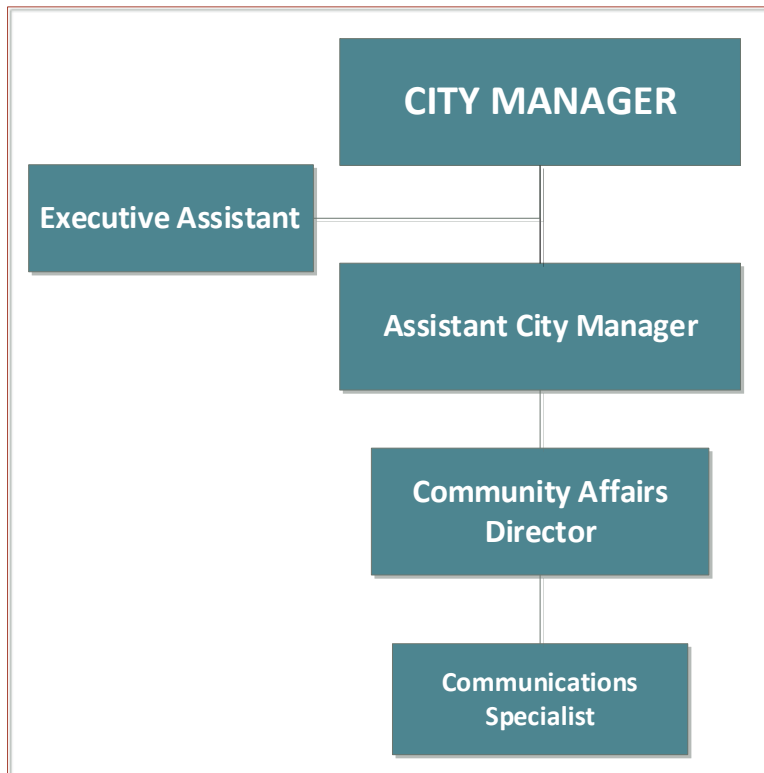 CITY MANAGER
Executive Assistant
Assistant City Manager
Community Affairs
Director
Communications
Specialist